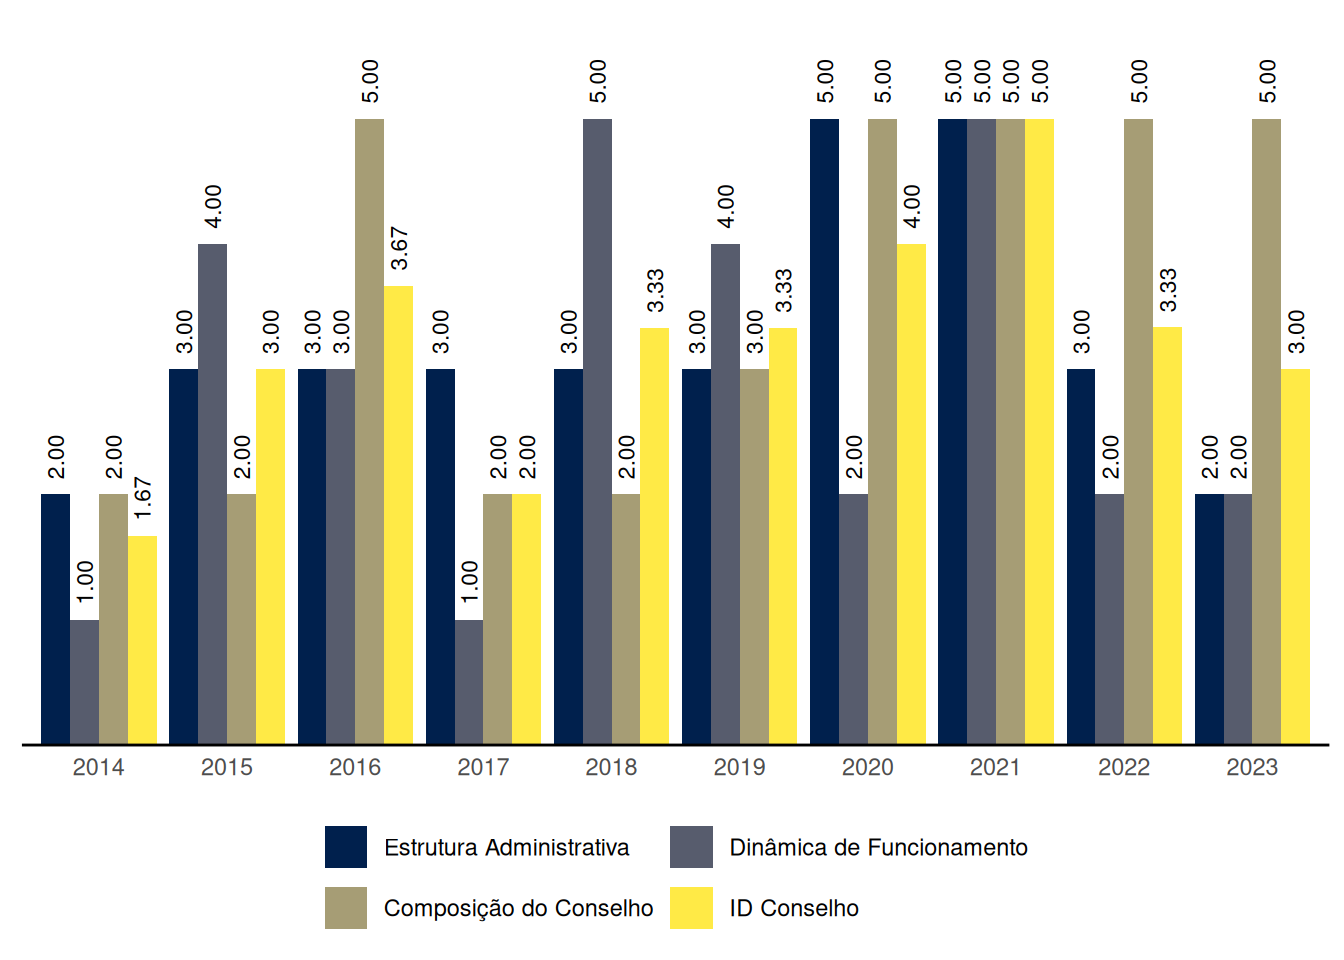 2.00 1.00 2.00 1.67
3.00 4.00 2.00 3.00
3.00 3.00 5.00 3.67
3.00 1.00 2.00 2.00
3.00 5.00 2.00 3.33
3.00 4.00 3.00 3.33
5.00 2.00 5.00 4.00
5.00 5.00 5.00 5.00
3.00 2.00 5.00 3.33
2.00 2.00 5.00 3.00
2014 2015 2016 2017 2018 2019 2020 2021 2022 2023
Estrutura Administrativa Dinâmica de Funcionamento
Composição do Conselho ID Conselho